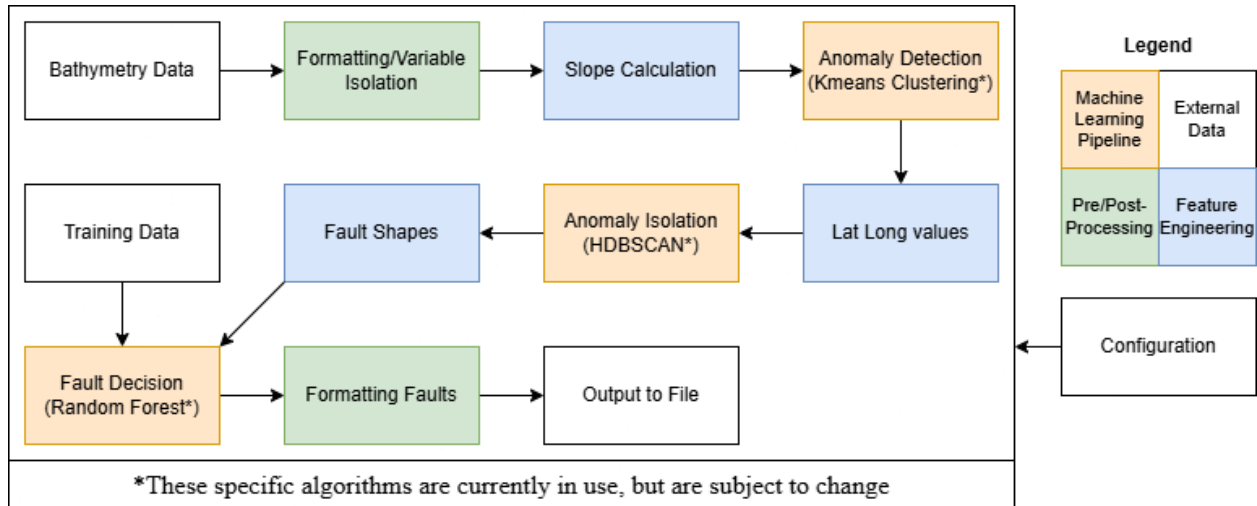 Bathymetry Data
Formatting/Variable
Isolation
Slope Calculation
Anomaly Detection
(Kmeans Clustering*)
Training Data
Fault Shapes
Anomaly Isolation
(HDBSCAN*)
Lat Long values
Fault Decision
(Random Forest*)
Formatting Faults
Output to File
*These specific algorithms are currently in use, but are subject to change
Legend
Machine
Learning
Pipeline
External
Data
Pre/Post-
Processing
Feature
Engineering
Configuration